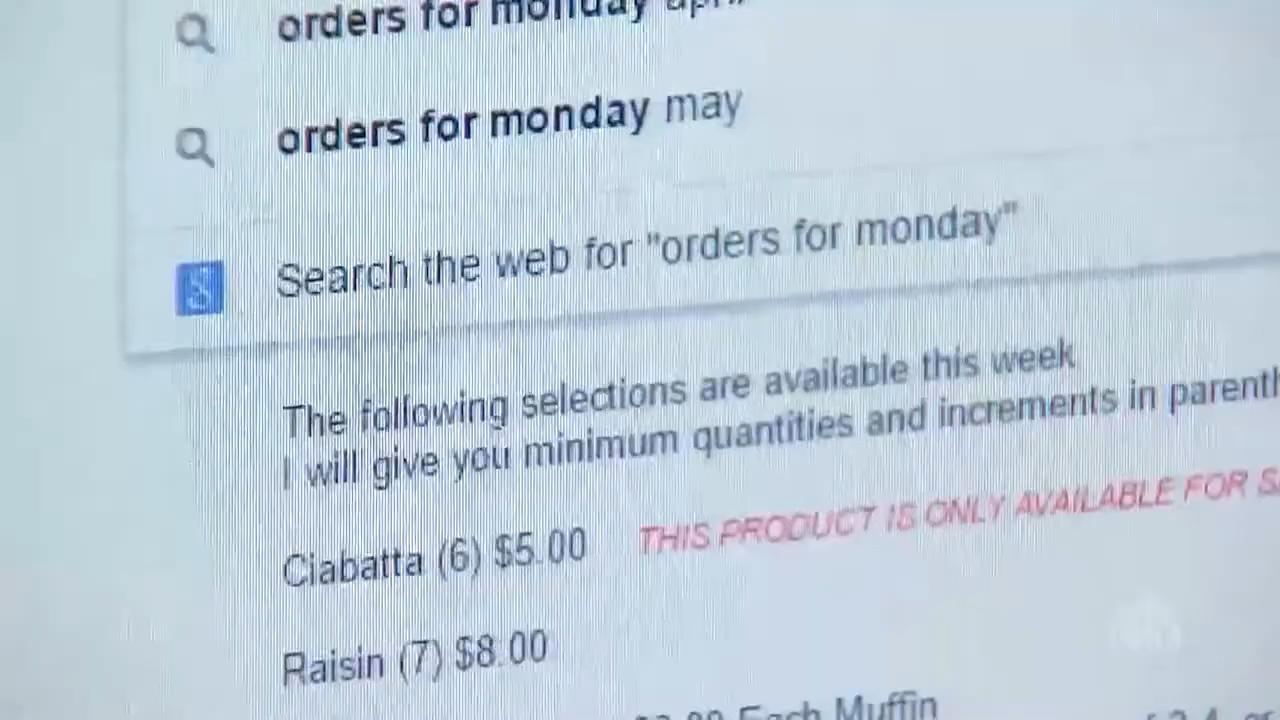 orders for monday
orders for monday may
Search the web for "orders for monday"
The following selections are available this week
I will give you minimum quantities and increments in
THIS PRODUCT IS ONLY AVAILABLE FOR
Ciabatta (6) $5.00
Raisin (7) $8.00
Each Muffin